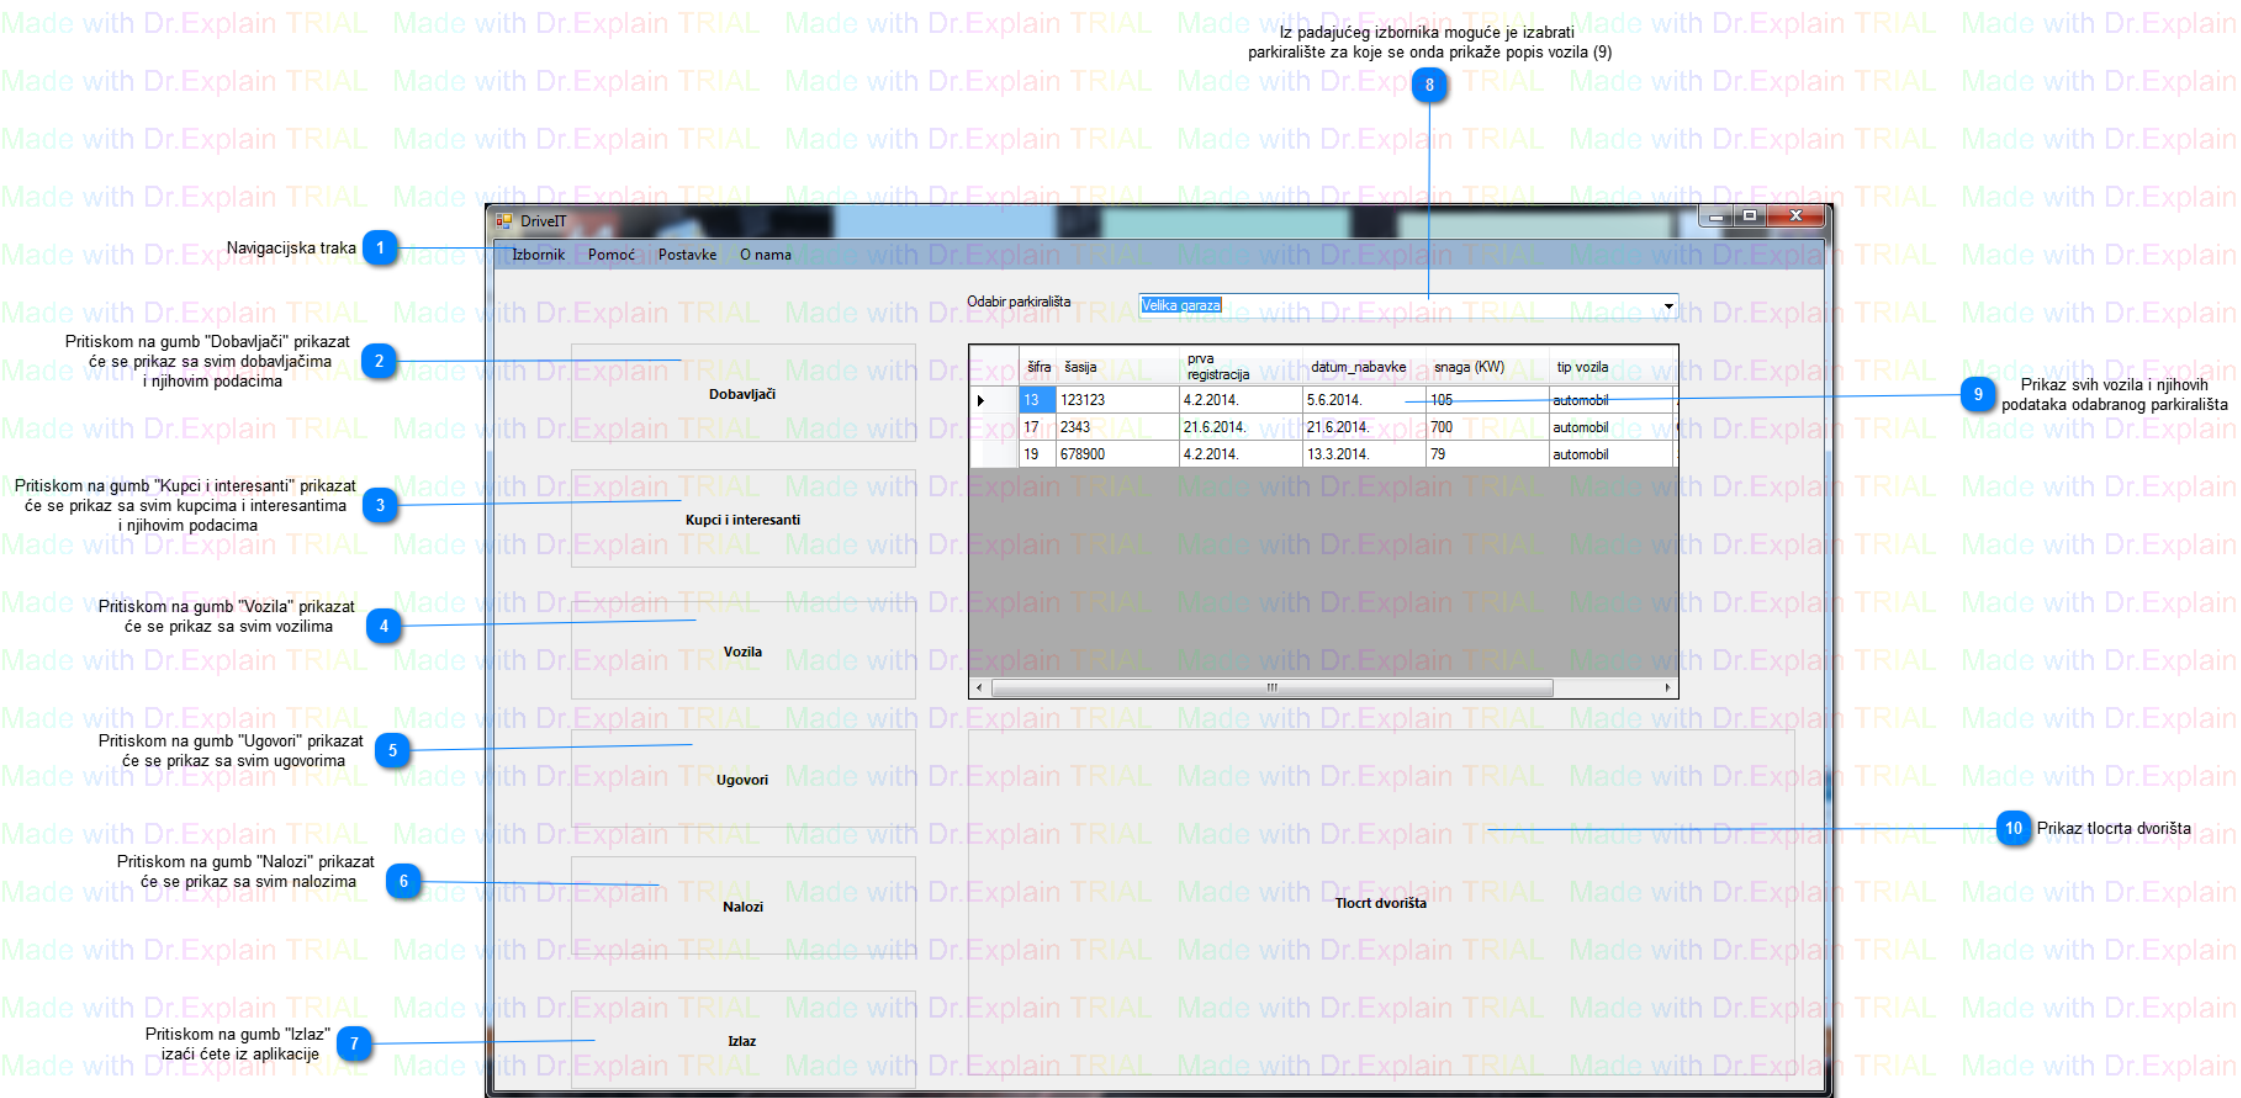 Iz padajućeg izbornika moguće je izabrati
parkiralište za koje se onda prikaže popis vozila (9)
8
DriveIT
Navigacijska traka 1
Izbornik Pomoć Postavke O nama
Odabir parkirališta Velika garaza
Pritiskom na gumb "Dobavljači" prikazat
će se prikaz sa svim dobavljačima
i njihovim podacima
2
Dobavljači
šifra šasija prva registracija datum_nabavke snaga (KW) tip vozila
13 123123 4.2.2014. 5.6.2014. 105 automobil
17 2343 21.6.2014. 21.6.2014. 700 automobil
19 678900 4.2.2014. 13.3.2014. 79 automobil
9
Prikaz svih vozila i njihovih
podataka odabranog parkirališta
Pritiskom na gumb "Kupci i interesanti" prikazat
će se prikaz sa svim kupcima i interesantima
i njihovim podacima
3
Kupci i interesanti
Pritiskom na gumb "Vozila" prikazat
će se prikaz sa svim vozilima
4
Vozila
Pritiskom na gumb "Ugovori" prikazat
će se prikaz sa svim ugovorima
5
Ugovori
10 Prikaz tlocrta dvorišta
Pritiskom na gumb "Nalozi" prikazat
će se prikaz sa svim nalozima
6
Nalozi
Tlocrt dvorišta
Pritiskom na gumb "Izlaz"
izaći ćete iz aplikacije
7
Izlaz
Made with Dr.Explain TRIAL